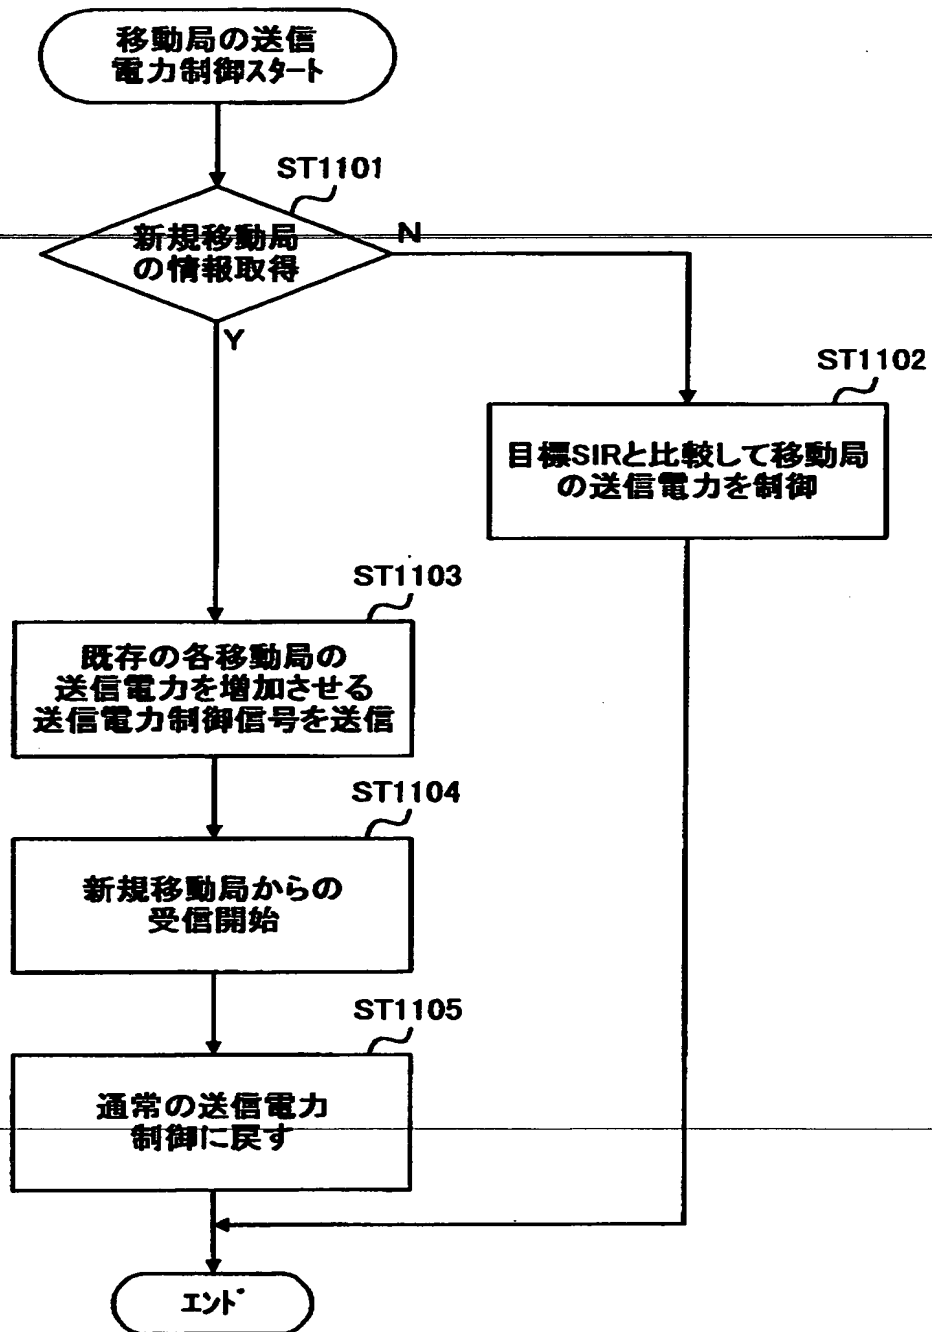 移動局の送信
電力制御スタート
ST1101
新規移動局
の情報取得
N
Y
ST1102
目標SIRと比較して移動局
の送信電力を制御
ST1103
既存の各移動局の
送信電力を増加させる
送信電力制御信号を送信
ST1104
新規移動局からの
受信開始
ST1105
通常の送信電力
制御に戻す
エンド